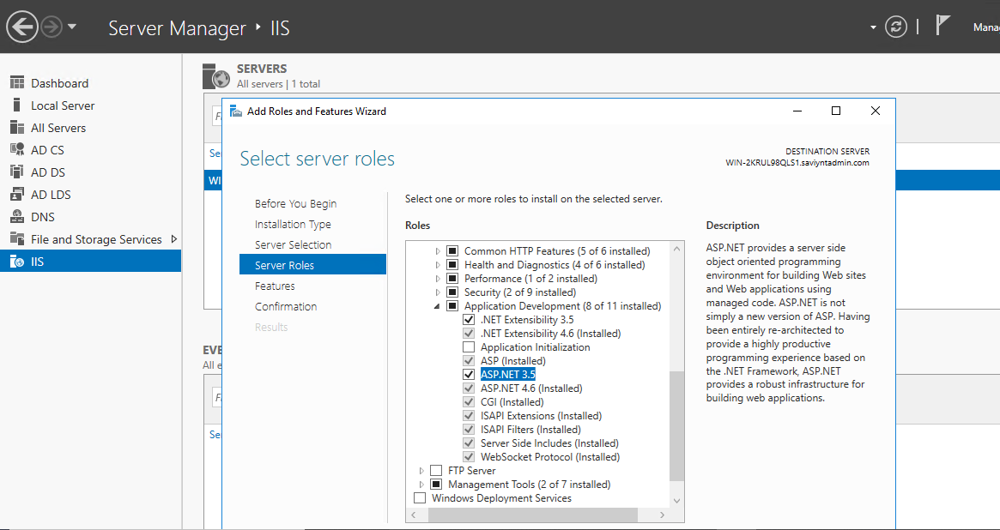 Server Manager ‣ IIS
Mana
Dashboard
Local Server
All Servers
AD CS
AD DS
AD LDS
DNS
File and Storage Services
IIS
SERVERS
All servers | 1 total
Se
WI
EVE
All e
Se
Add Roles and Features Wizard
Select server roles
DESTINATION SERVER
WIN-2KRUL98QLS1.saviyntadmin.com
Before You Begin
Installation Type
Server Selection
Server Roles
Features
Confirmation
Results
Select one or more roles to install on the selected server.
Roles
Common HTTP Features (5 of 6 installed)
Health and Diagnostics (4 of 6 installed)
Performance (1 of 2 installed)
Security (2 of 9 installed)
Application Development (8 of 11 installed)
.NET Extensibility 3.5
.NET Extensibility 4.6 (Installed)
Application Initialization
ASP (Installed)
ASP.NET 3.5
ASP.NET 4.6 (Installed)
CGI (Installed)
ISAPI Extensions (Installed)
ISAPI Filters (Installed)
Server Side Includes (Installed)
WebSocket Protocol (Installed)
FTP Server
Management Tools (2 of 7 installed)
Windows Deployment Services
Description
ASP.NET provides a server side
object oriented programming
environment for building Web sites
and Web applications using
managed code. ASP.NET is not
simply a new version of ASP. Having
been entirely re-architected to
provide a highly productive
programming experience based on
the .NET Framework, ASP.NET
provides a robust infrastructure for
building web applications.